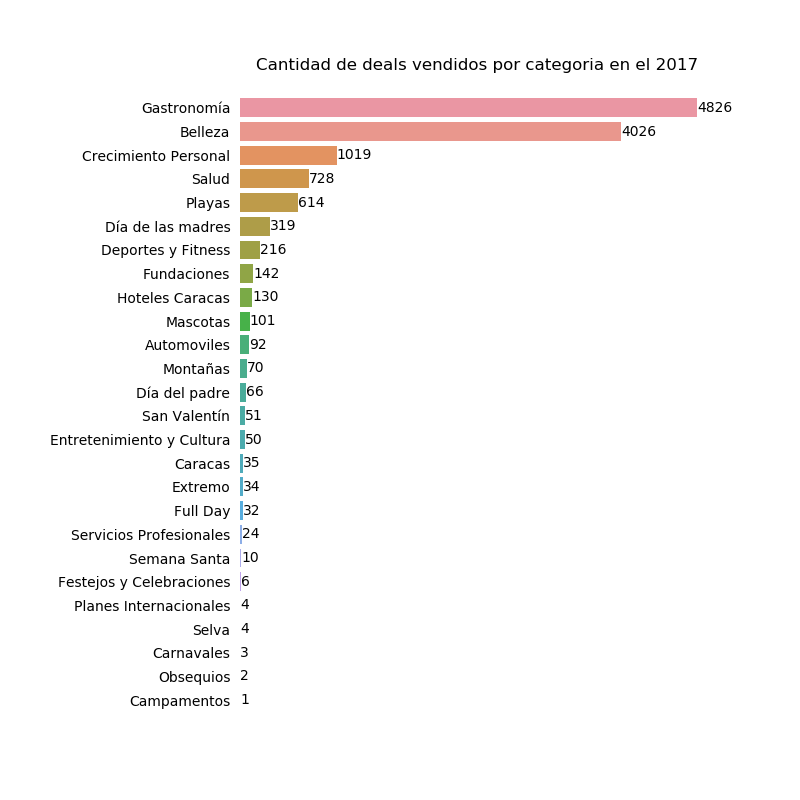 Cantidad de deals vendidos por categoria en el 2017
Gastronomía 4826
Belleza 4026
Crecimiento Personal 1019
Salud 728
Playas 614
Día de las madres 319
Deportes y Fitness 216
Fundaciones 142
Hoteles Caracas 130
Mascotas 101
Automoviles 92
Montañas 70
Día del padre 66
San Valentín 51
Entretenimiento y Cultura 50
Caracas 35
Extremo 34
Full Day 32
Servicios Profesionales 24
Semana Santa 10
Festejos y Celebraciones 6
Planes Internacionales 4
Selva 4
Carnavales 3
Obsequios 2
Campamentos 1